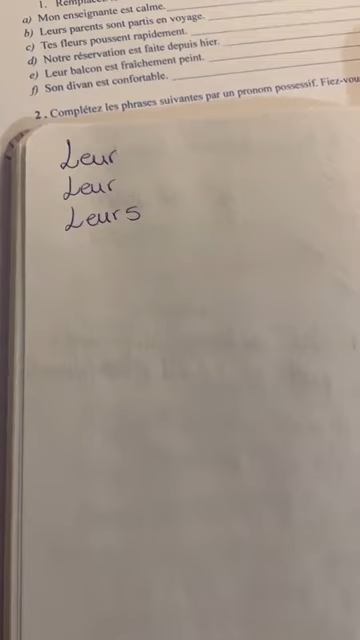 1. Remplacez
a) Mon enseignante est calme.
b) Leurs parents sont partis en voyage.
c) Tes fleurs poussent rapidement.
d) Notre réservation est faite depuis hier.
e) Leur balcon est fraîchement peint.
f) Son divan est confortable.
2. Complétez les phrases suivantes par un pronom possessif. Fiez-vou
Leur
Leur
Leurs